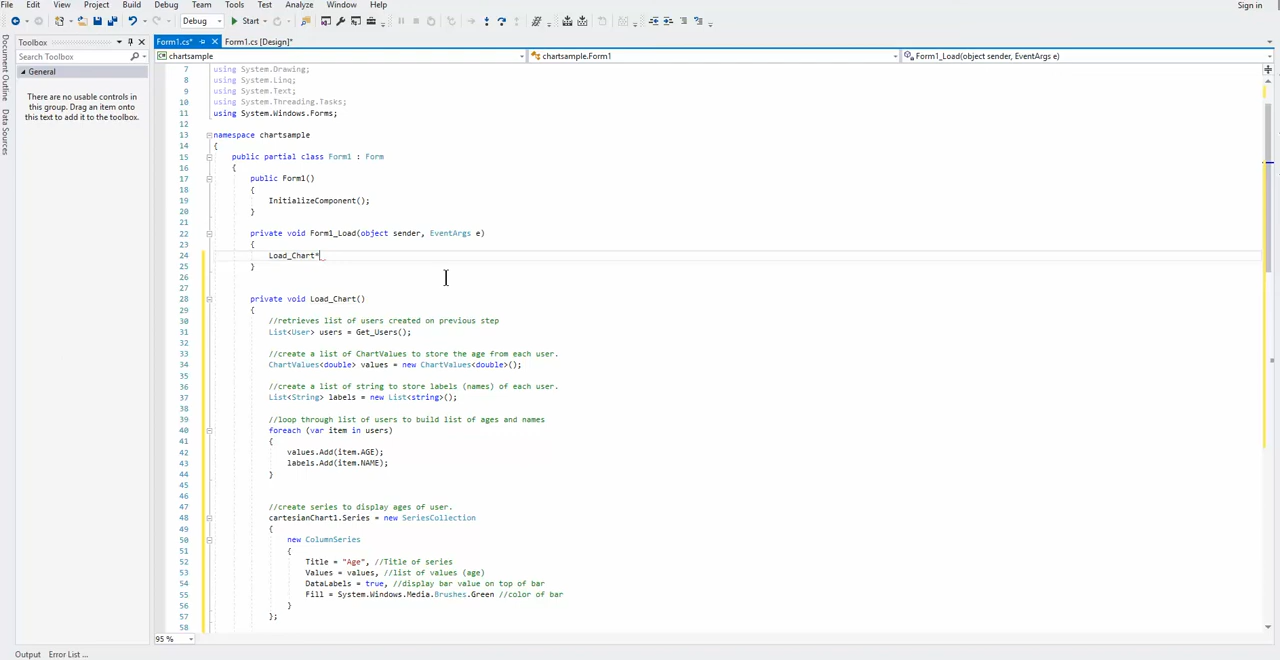 File Edit View Project Build Debug Team Tools Test Analyze Window Help Sign in
Debug Start
Toolbox
Search Toolbox
General
There are no usable controls in
this group. Drag an item onto
this text to add it to the toolbox.
Document Outline
Data Sources
Form1.cs* Form1.cs [Design]*
chartsample chartsample.Form1 Form1_Load(object sender, EventArgs e)
7 using System.Drawing;
8 using System.Linq;
9 using System.Text;
10 using System.Threading.Tasks;
11 using System.Windows.Forms;
12
13 namespace chartsample
14 {
15 public partial class Form1 : Form
16 {
17 public Form1()
18 {
19 InitializeComponent();
20 }
21
22 private void Form1_Load(object sender, EventArgs e)
23 {
24 Load_Chart*
25 }
26
27
28 private void Load_Chart()
29 {
30 //retrieves list of users created on previous step
31 List<User> users = Get_Users();
32
33 //create a list of ChartValues to store the age from each user.
34 ChartValues<double> values = new ChartValues<double>();
35
36 //create a list of string to store labels (names) of each user.
37 List<String> labels = new List<string>();
38
39 //loop through list of users to build list of ages and names
40 foreach (var item in users)
41 {
42 values.Add(item.AGE);
43 labels.Add(item.NAME);
44 }
45
46
47 //create series to display ages of user.
48 cartesianChart1.Series = new SeriesCollection
49 {
50 new ColumnSeries
51 {
52 Title = "Age", //Title of series
53 Values = values, //list of values (age)
54 DataLabels = true, //display bar value on top of bar
55 Fill = System.Windows.Media.Brushes.Green //color of bar
56 }
57 };
58
95 %
Output Error List ...